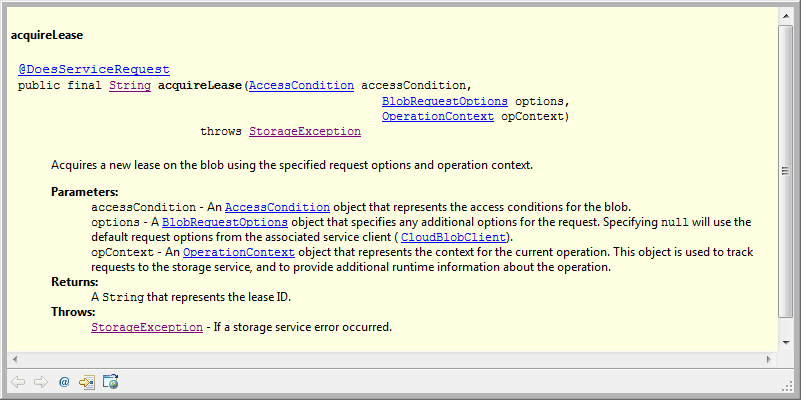 acquireLease
@DoesServiceRequest
public final String acquireLease(AccessCondition accessCondition,
BlobRequestOptions options,
OperationContext opContext)
throws StorageException
Acquires a new lease on the blob using the specified request options and operation context.
Parameters:
accessCondition - An AccessCondition object that represents the access conditions for the blob.
options - A BlobRequestOptions object that specifies any additional options for the request. Specifying null will use the
default request options from the associated service client ( CloudBlobClient).
opContext - An OperationContext object that represents the context for the current operation. This object is used to track
requests to the storage service, and to provide additional runtime information about the operation.
Returns:
A String that represents the lease ID.
Throws:
StorageException - If a storage service error occurred.
@